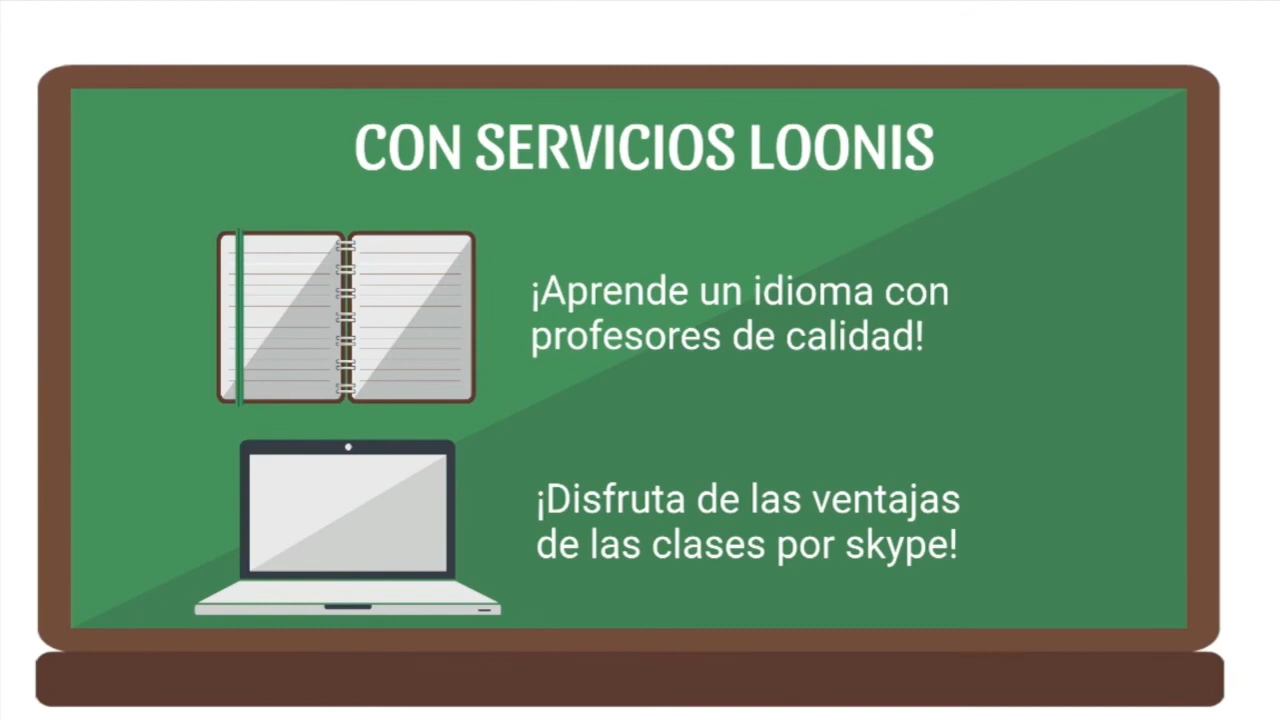 CON SERVICIOS LOONIS
¡Aprende un idioma con
profesores de calidad!
¡Disfruta de las ventajas
de las clases por skype!